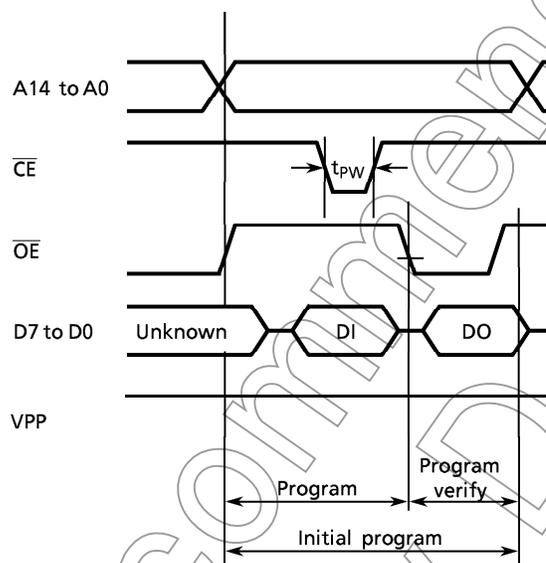 A14 to A0
CE
tPW
OE
D7 to D0
Unknown
DI
DO
VPP
Program
Program
verify
Initial program